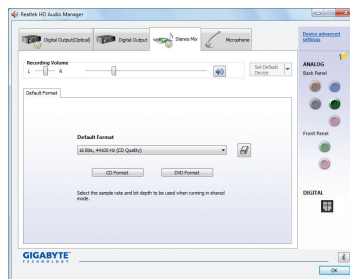 Realtek HD Audio Manager
Digital Output(Optical)
Digital Output
Stereo Mix
Microphone
Device advanced
settings
Recording Volume
L
R
Set Default
Device
ANALOG
Back Panel
Default Format
Default Format
16 Bits, 44100 Hz (CD Quality)
CD Format
DVD Format
Select the sample rate and bit depth to be used when running in shared
mode.
Front Panel
DIGITAL
GIGABYTE
TECHNOLOGY
OK